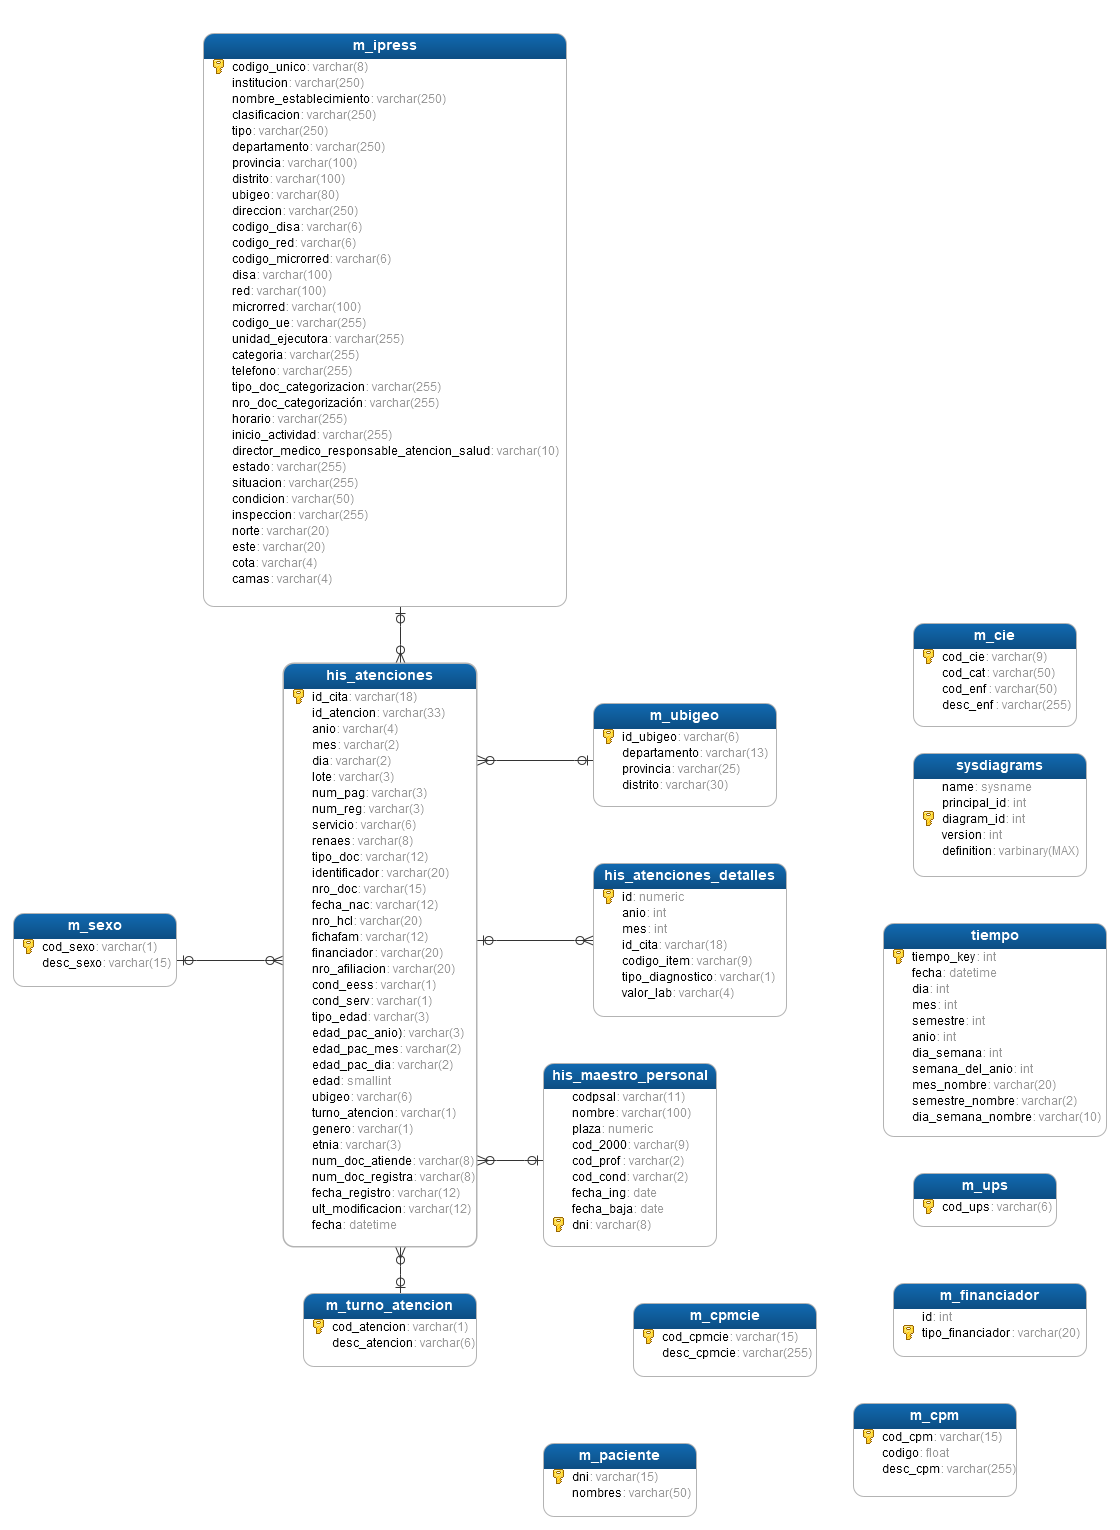 m_ipress
codigo_unico: varchar(8)
institucion: varchar(250)
nombre_establecimiento: varchar(250)
clasificacion: varchar(250)
tipo: varchar(250)
departamento: varchar(250)
provincia: varchar(100)
distrito: varchar(100)
ubigeo: varchar(80)
direccion: varchar(250)
codigo_disa: varchar(6)
codigo_red: varchar(6)
codigo_microrred: varchar(6)
disa: varchar(100)
red: varchar(100)
microrred: varchar(100)
codigo_ue: varchar(255)
unidad_ejecutora: varchar(255)
categoria: varchar(255)
telefono: varchar(255)
tipo_doc_categorizacion: varchar(255)
nro_doc_categorización: varchar(255)
horario: varchar(255)
inicio_actividad: varchar(255)
director_medico_responsable_atencion_salud: varchar(10)
estado: varchar(255)
situacion: varchar(255)
condicion: varchar(50)
inspeccion: varchar(255)
norte: varchar(20)
este: varchar(20)
cota: varchar(4)
camas: varchar(4)
his_atenciones
id_cita: varchar(18)
id_atencion: varchar(33)
anio: varchar(4)
mes: varchar(2)
dia: varchar(2)
lote: varchar(3)
num_pag: varchar(3)
num_reg: varchar(3)
servicio: varchar(6)
renaes: varchar(8)
tipo_doc: varchar(12)
identificador: varchar(20)
nro_doc: varchar(15)
fecha_nac: varchar(12)
nro_hcl: varchar(20)
fichafam: varchar(12)
financiador: varchar(20)
nro_afiliacion: varchar(20)
cond_eess: varchar(1)
cond_serv: varchar(1)
tipo_edad: varchar(3)
edad_pac_anio): varchar(3)
edad_pac_mes: varchar(2)
edad_pac_dia: varchar(2)
edad: smallint
ubigeo: varchar(6)
turno_atencion: varchar(1)
genero: varchar(1)
etnia: varchar(3)
num_doc_atiende: varchar(8)
num_doc_registra: varchar(8)
fecha_registro: varchar(12)
ult_modificacion: varchar(12)
fecha: datetime
m_sexo
cod_sexo: varchar(1)
desc_sexo: varchar(15)
m_ubigeo
id_ubigeo: varchar(6)
departamento: varchar(13)
provincia: varchar(25)
distrito: varchar(30)
his_atenciones_detalles
id: numeric
anio: int
mes: int
id_cita: varchar(18)
codigo_item: varchar(9)
tipo_diagnostico: varchar(1)
valor_lab: varchar(4)
his_maestro_personal
codpsal: varchar(11)
nombre: varchar(100)
plaza: numeric
cod_2000: varchar(9)
cod_prof: varchar(2)
cod_cond: varchar(2)
fecha_ing: date
fecha_baja: date
dni: varchar(8)
m_turno_atencion
cod_atencion: varchar(1)
desc_atencion: varchar(6)
m_cpmcie
cod_cpmcie: varchar(15)
desc_cpmcie: varchar(255)
m_paciente
dni: varchar(15)
nombres: varchar(50)
m_cie
cod_cie: varchar(9)
cod_cat: varchar(50)
cod_enf: varchar(50)
desc_enf: varchar(255)
sysdiagrams
name: sysname
principal_id: int
diagram_id: int
version: int
definition: varbinary(MAX)
tiempo
tiempo_key: int
fecha: datetime
dia: int
mes: int
semestre: int
anio: int
dia_semana: int
semana_del_anio: int
mes_nombre: varchar(20)
semestre_nombre: varchar(2)
dia_semana_nombre: varchar(10)
m_ups
cod_ups: varchar(6)
m_financiador
id: int
tipo_financiador: varchar(20)
m_cpm
cod_cpm: varchar(15)
codigo: float
desc_cpm: varchar(255)